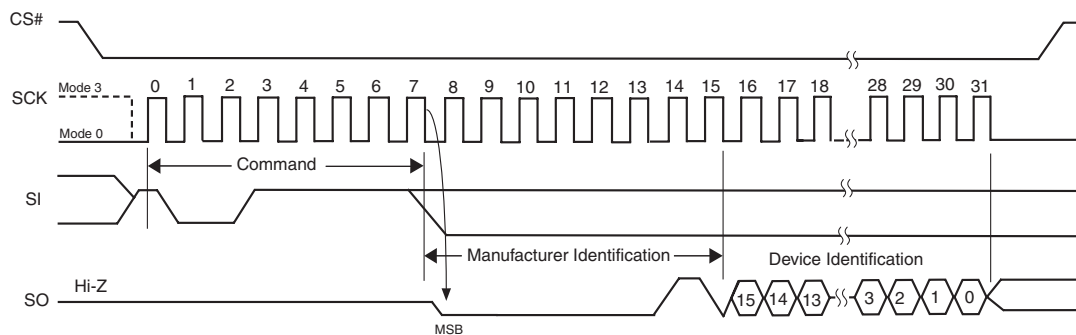 CS#
SCK
Mode 3
Mode 0
0 1 2 3 4 5 6 7 8 9 10 11 12 13 14 15 16 17 18 28 29 30 31
Command
SI
Manufacturer Identification
Device Identification
Hi-Z
SO
15 14 13 3 2 1 0
MSB